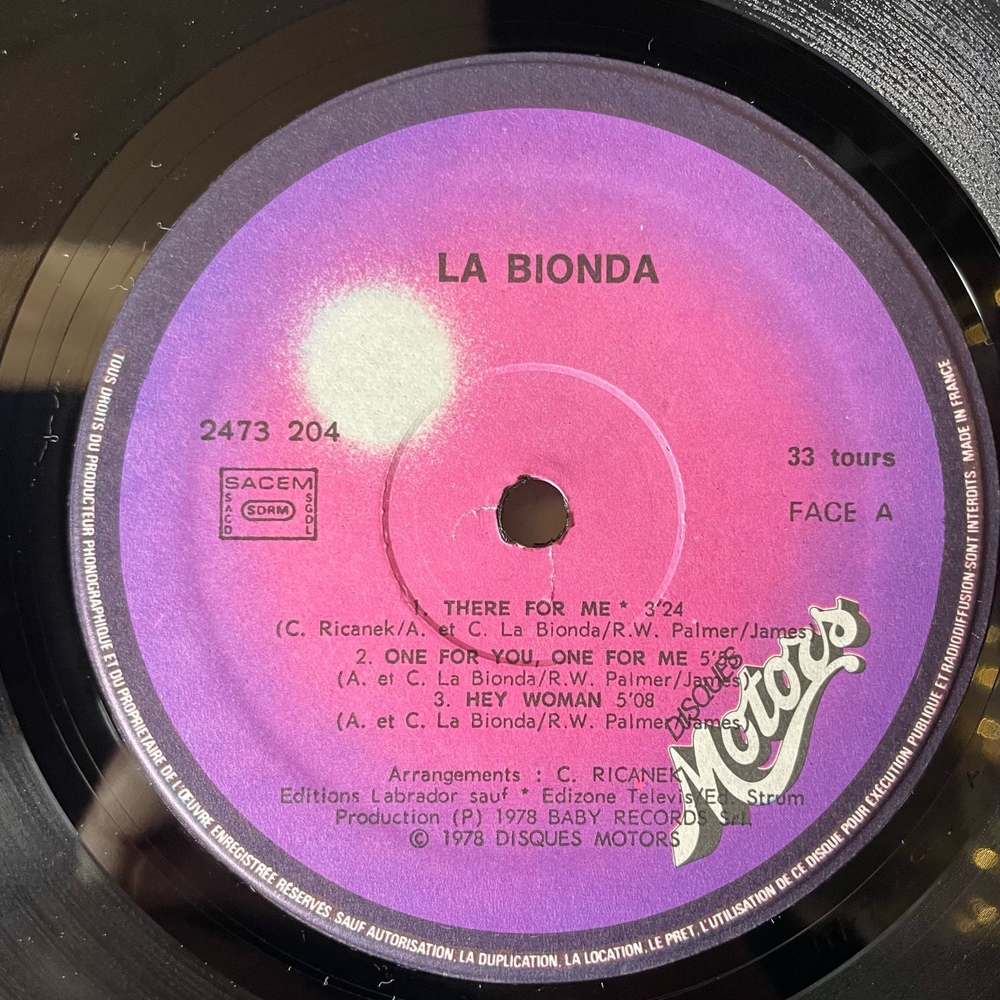 LA BIONDA
2473 204
SACEM
SACD
SDRM
SGDL
33 tours
FACE A
1. THERE FOR ME * 3'24
(C. Ricanek/A. et C. La Bionda/R.W. Palmer/James)
2. ONE FOR YOU, ONE FOR ME
(A. et C. La Bionda/R.W. Palmer/James)
3. HEY WOMAN 5'08
(A. et C. La Bionda/R.W. Palmer/James)
DISQUES
Motors
Arrangements : C. RICANEK
Editions Labrador sauf * Edizone Televis/Ed. Strum
Production (P) 1978 BABY RECORDS S.r.l.
© 1978 DISQUES MOTORS
TOUS DROITS DU PRODUCTEUR PHONOGRAPHIQUE ET DU PROPRIETAIRE DE L'ŒUVRE ENREGISTREE RESERVES. SAUF AUTORISATION, LA DUPLICATION, LA LOCATION, LE PRET, L'UTILISATION DE CE DISQUE POUR EXECUTION PUBLIQUE ET RADIODIFFUSION SONT INTERDITS. MADE IN FRANCE